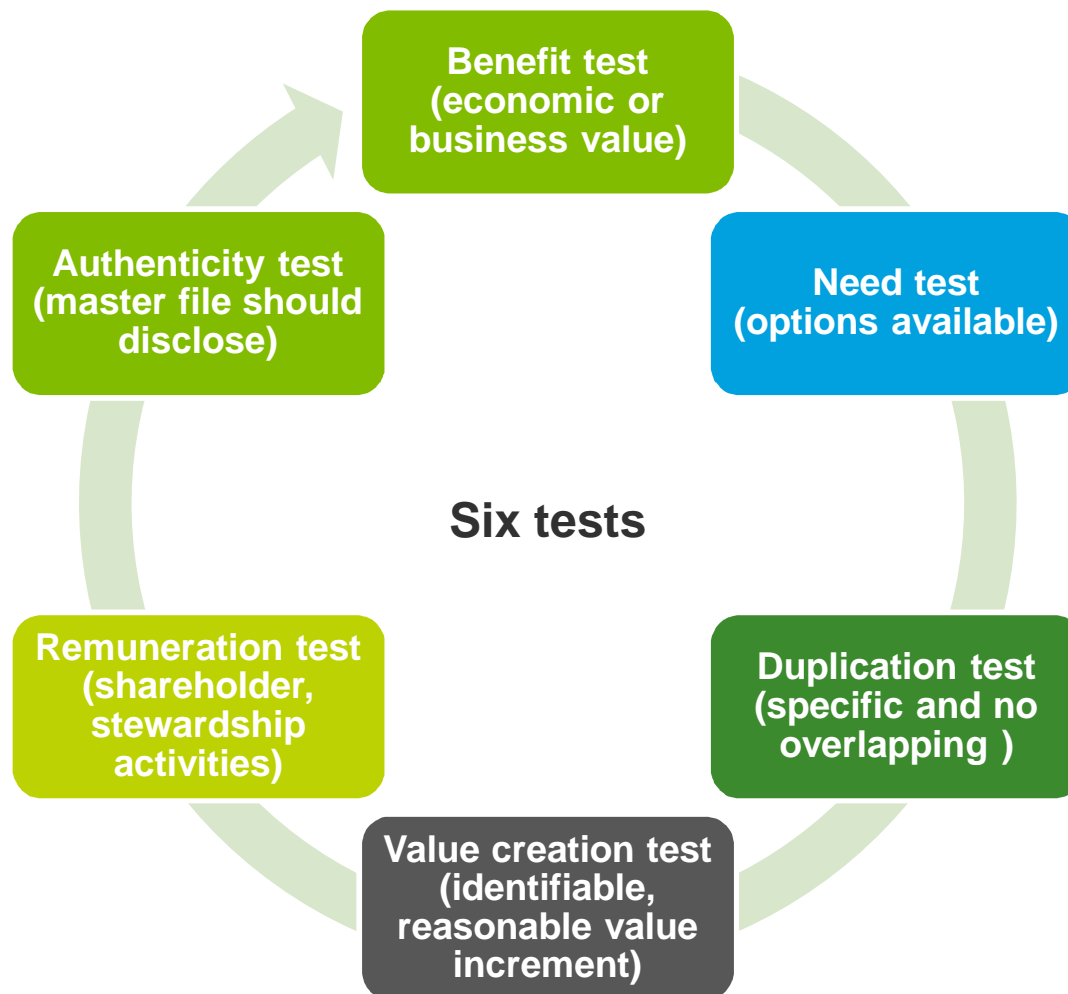 Benefit test
(economic or
business value)
Authenticity test
(master file should
disclose)
Need test
(options available)
Six tests
Remuneration test
(shareholder,
stewardship
activities)
Duplication test
(specific and no
overlapping )
Value creation test
(identifiable,
reasonable value
increment)